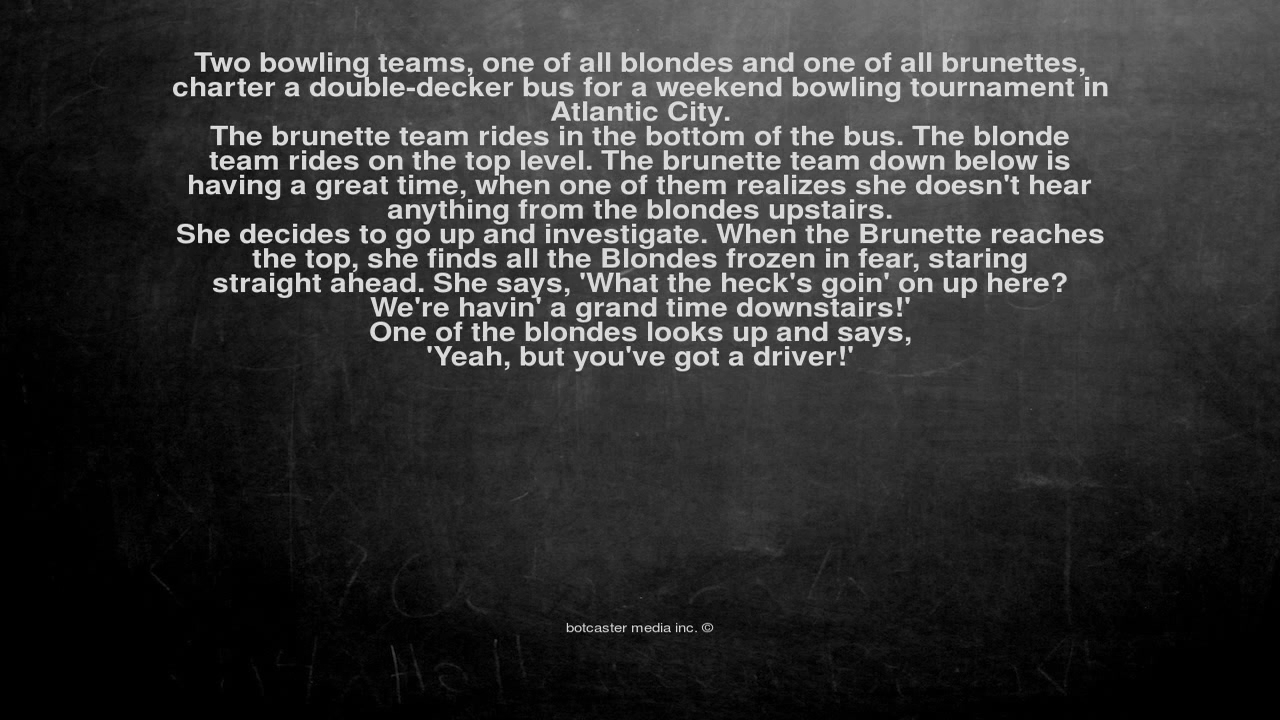 Two bowling teams, one of all blondes and one of all brunettes,
charter a double-decker bus for a weekend bowling tournament in
Atlantic City.
The brunette team rides in the bottom of the bus. The blonde
team rides on the top level. The brunette team down below is
having a great time, when one of them realizes she doesn't hear
anything from the blondes upstairs.
She decides to go up and investigate. When the Brunette reaches
the top, she finds all the Blondes frozen in fear, staring
straight ahead. She says, 'What the heck's goin' on up here?
We're havin' a grand time downstairs!'
One of the blondes looks up and says,
'Yeah, but you've got a driver!'
botcaster media inc. ©